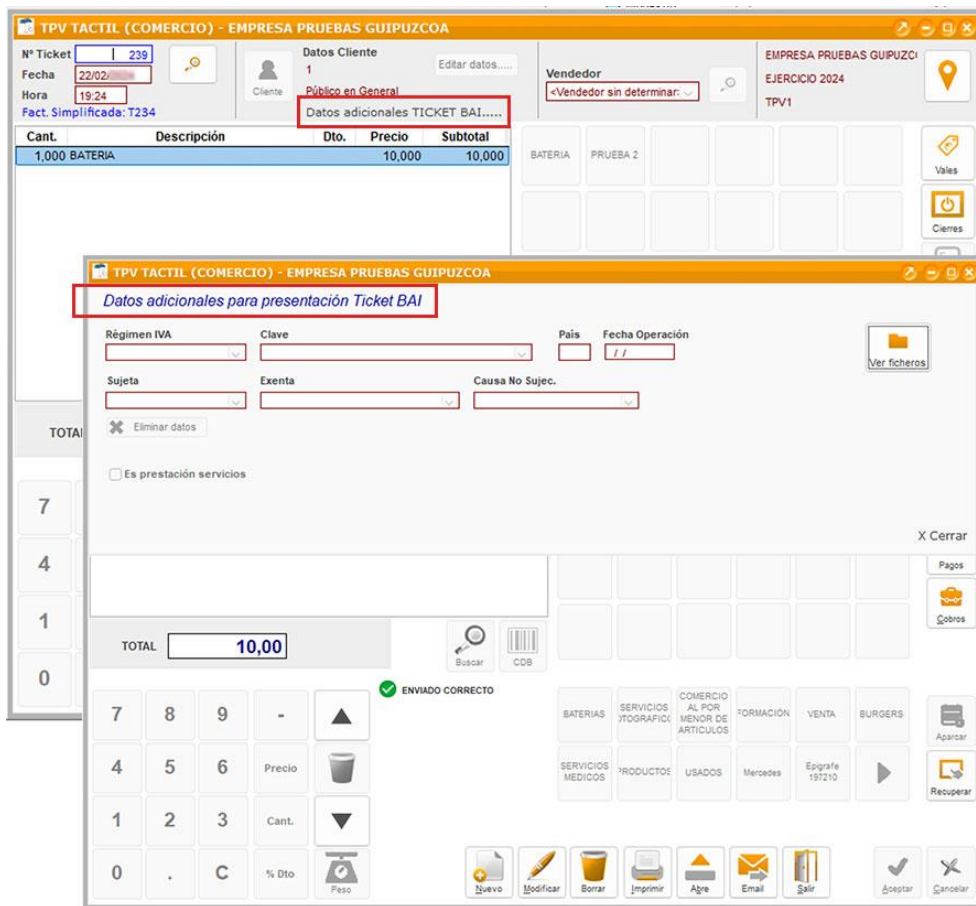 TPV TACTIL (COMERCIO) - EMPRESA PRUEBAS GUIPUZCOA
Nº Ticket 239
Fecha 22/02/
Hora 19:24
Fact. Simplificada: T234
Cliente
Datos Cliente
1
Editar datos.....
Público en General
Datos adicionales TICKET BAI.....
Vendedor
<Vendedor sin determinar:
EMPRESA PRUEBAS GUIPUZCO
EJERCICIO 2024
TPV1
Cant. Descripción Dto. Precio Subtotal
1,000 BATERIA 10,000 10,000
BATERIA PRUEBA 2
Vales
Cierres
TPV TACTIL (COMERCIO) - EMPRESA PRUEBAS GUIPUZCOA
Datos adicionales para presentación Ticket BAI
Régimen IVA Clave País Fecha Operación
/ /
Ver ficheros
Sujeta Exenta Causa No Sujec.
Eliminar datos
Es prestación servicios
X Cerrar
TOTA
7
4
1
0
Pagos
Cobros
TOTAL 10,00
Buscar CDB
ENVIADO CORRECTO
7 8 9 -
4 5 6 Precio
1 2 3 Cant.
0 . C % Dto Peso
BATERIAS
SERVICIOS
OTOGRAFICO
COMERCIO
AL POR
MENOR DE
ARTICULOS
FORMACIÓN
VENTA
BURGERS
Aparcar
SERVICIOS
MEDICOS
PRODUCTOS
USADOS
Mercedes
Epigrafe
197210
Recuperar
Nuevo Modificar Borrar Imprimir Abre Email Salir Aceptar Cancelar